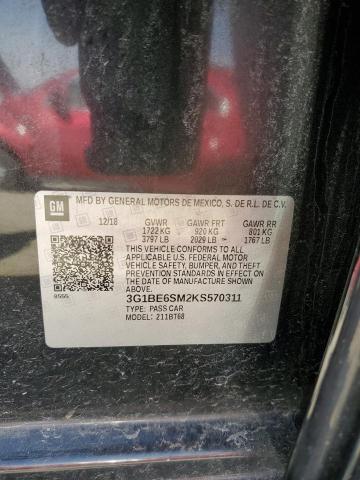 GM
MFD BY GENERAL MOTORS DE MEXICO, S. DE R.L. DE C.V.
12/18 GVWR GAWR FRT GAWR RR
1722 KG 920 KG 801 KG
3797 LB 2029 LB 1767 LB
THIS VEHICLE CONFORMS TO ALL
APPLICABLE U.S. FEDERAL MOTOR
VEHICLE SAFETY, BUMPER, AND THEFT
PREVENTION STANDARDS IN EFFECT
ON THE DATE OF MANUFACTURE
SHOWN ABOVE.
3G1BE6SM2KS570311
TYPE: PASS CAR
MODEL: 211BT68